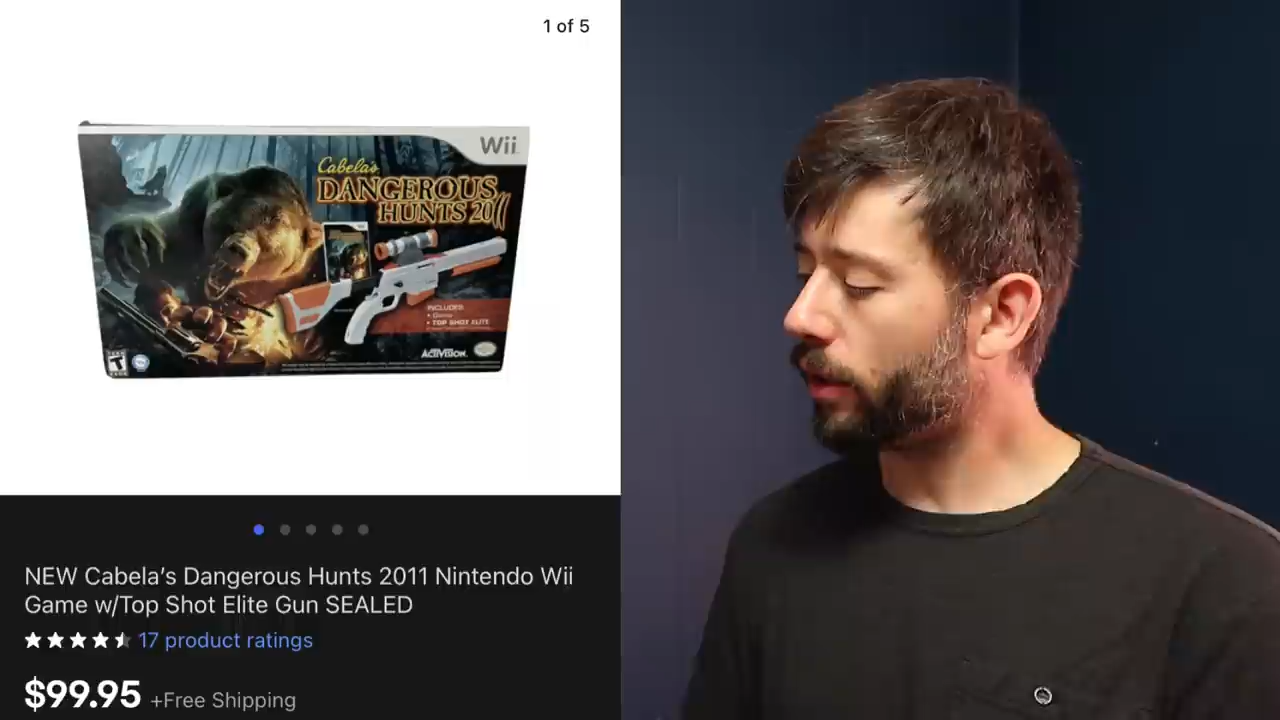 1 of 5
Wii
Cabela's
DANGEROUS
HUNTS 2011
INCLUDES:
• Game
• TOP SHOT ELITE
T
ACTIVISION
NEW Cabela's Dangerous Hunts 2011 Nintendo Wii
Game w/Top Shot Elite Gun SEALED
17 product ratings
$99.95 +Free Shipping